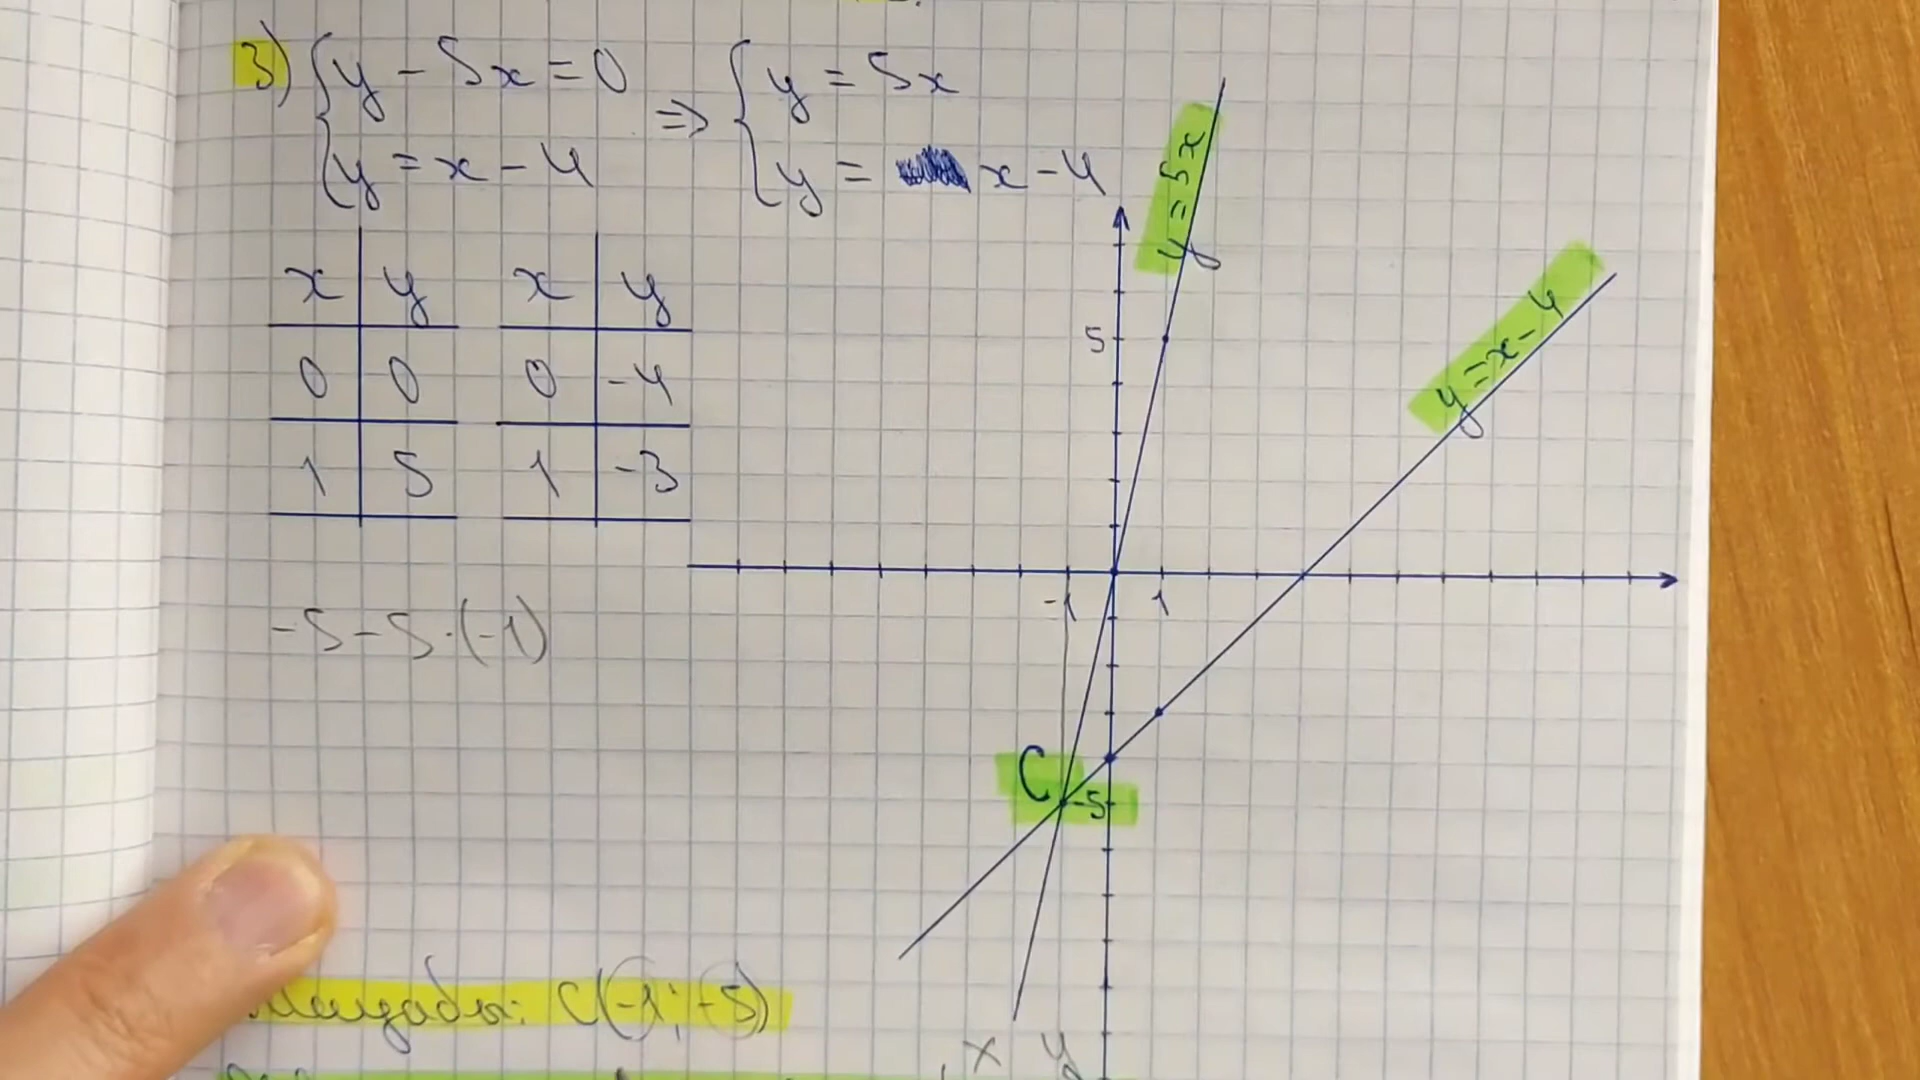 3) { y - 5x = 0 ⇒ { y = 5x
{ y = x - 4 { y = x - 4
x | y x | y
0 | 0 0 | -4
1 | 5 1 | -3
-5 - 5·(-1)
y = 5x
y = x - 4
5
-1 1
C -5
C(-1; -5)
x y